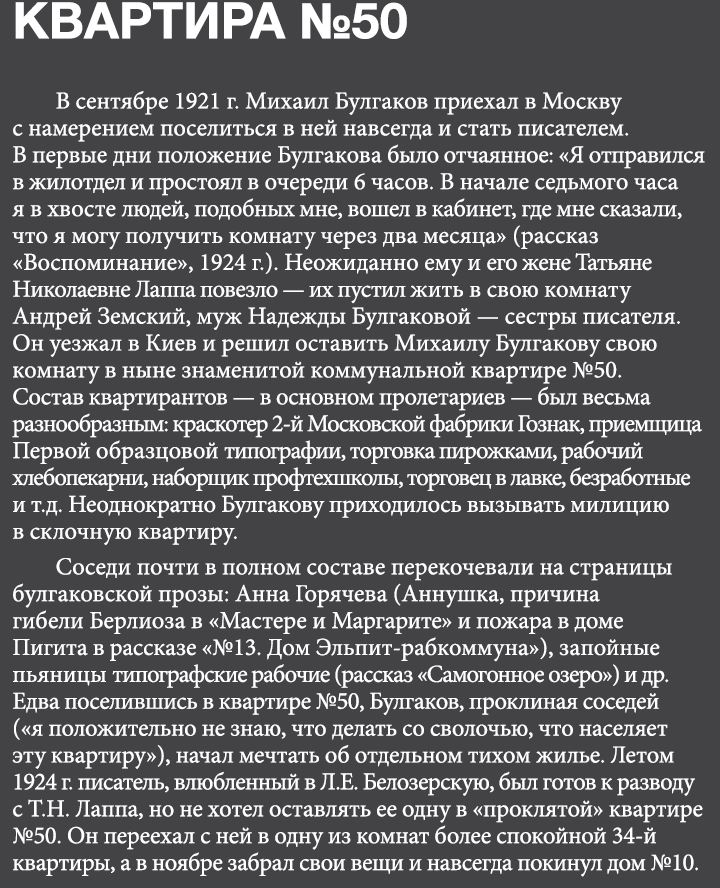 КВАРТИРА №50
В сентябре 1921 г. Михаил Булгаков приехал в Москву
с намерением поселиться в ней навсегда и стать писателем.
В первые дни положение Булгакова было отчаянное: «Я отправился
в жилотдел и простоял в очереди 6 часов. В начале седьмого часа
я в хвосте людей, подобных мне, вошел в кабинет, где мне сказали,
что я могу получить комнату через два месяца» (рассказ
«Воспоминание», 1924 г.). Неожиданно ему и его жене Татьяне
Николаевне Лаппа повезло — их пустил жить в свою комнату
Андрей Земский, муж Надежды Булгаковой — сестры писателя.
Он уезжал в Киев и решил оставить Михаилу Булгакову свою
комнату в ныне знаменитой коммунальной квартире №50.
Состав квартирантов — в основном пролетариев — был весьма
разнообразным: краскотер 2-й Московской фабрики Гознак, приемщица
Первой образцовой типографии, торговка пирожками, рабочий
хлебопекарни, наборщик профтехшколы, торговец в лавке, безработные
и т.д. Неоднократно Булгакову приходилось вызывать милицию
в склочную квартиру.
Соседи почти в полном составе перекочевали на страницы
булгаковской прозы: Анна Горячева (Аннушка, причина
гибели Берлиоза в «Мастере и Маргарите» и пожара в доме
Пигита в рассказе «№13. Дом Эльпит-рабкоммуна»), запойные
пьяницы типографские рабочие (рассказ «Самогонное озеро») и др.
Едва поселившись в квартире №50, Булгаков, проклиная соседей
(«я положительно не знаю, что делать со сволочью, что населяет
эту квартиру»), начал мечтать об отдельном тихом жилье. Летом
1924 г. писатель, влюбленный в Л.Е. Белозерскую, был готов к разводу
с Т.Н. Лаппа, но не хотел оставлять ее одну в «проклятой» квартире
№50. Он переехал с ней в одну из комнат более спокойной 34-й
квартиры, а в ноябре забрал свои вещи и навсегда покинул дом №10.